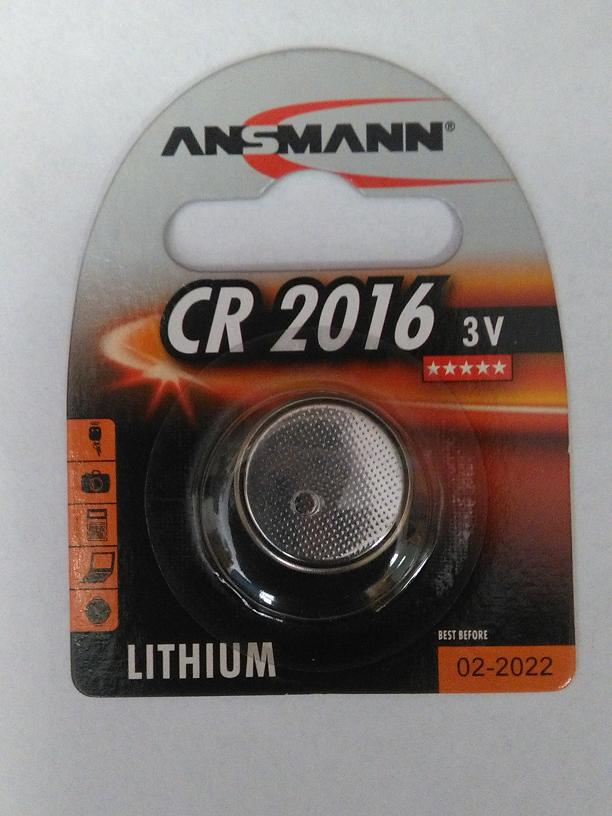 ANSMANN®
CR 2016 3V
LITHIUM
BEST BEFORE
02-2022